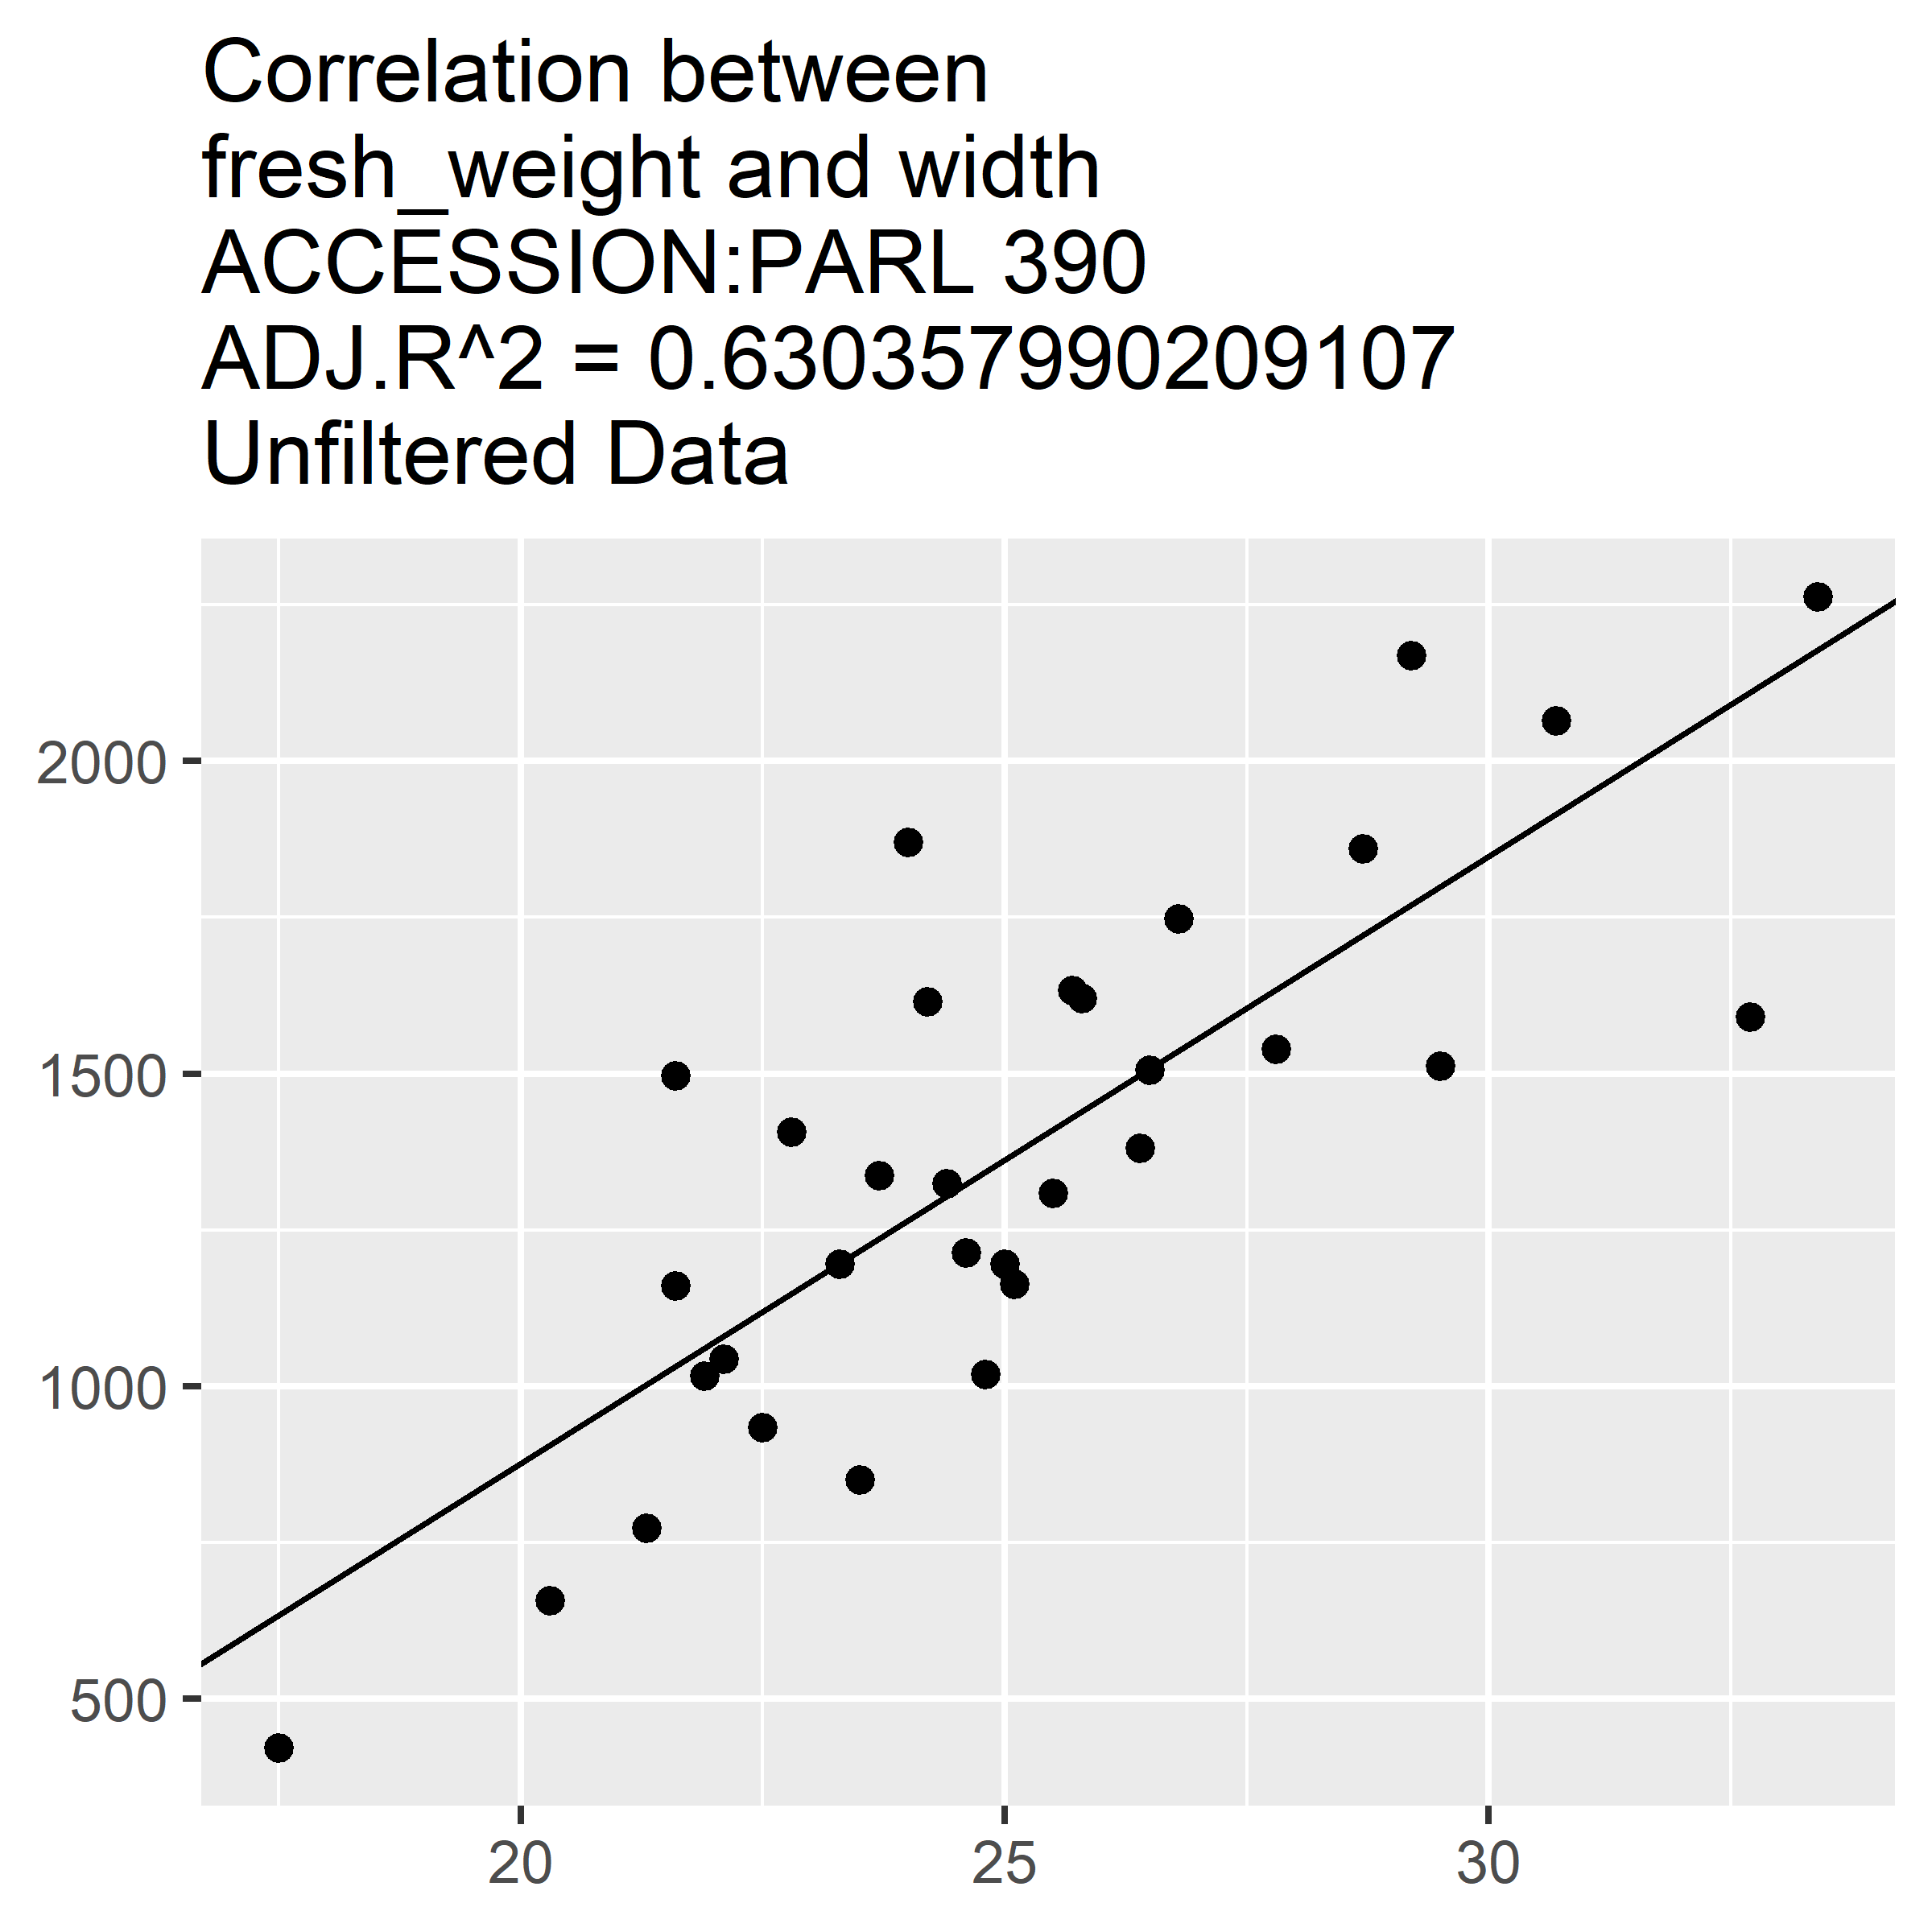 Correlation between
fresh_weight and width
ACCESSION:PARL 390
ADJ.R^2 = 0.630357990209107
Unfiltered Data
2000
1500
1000
500
20
25
30